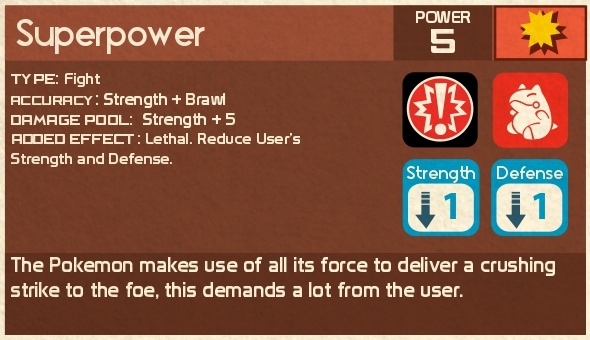 Superpower
POWER
5
TYPE: Fight
ACCURACY: Strength + Brawl
DAMAGE POOL: Strength + 5
ADDED EFFECT: Lethal. Reduce User's
Strength and Defense.
Strength
1
Defense
1
The Pokemon makes use of all its force to deliver a crushing
strike to the foe, this demands a lot from the user.